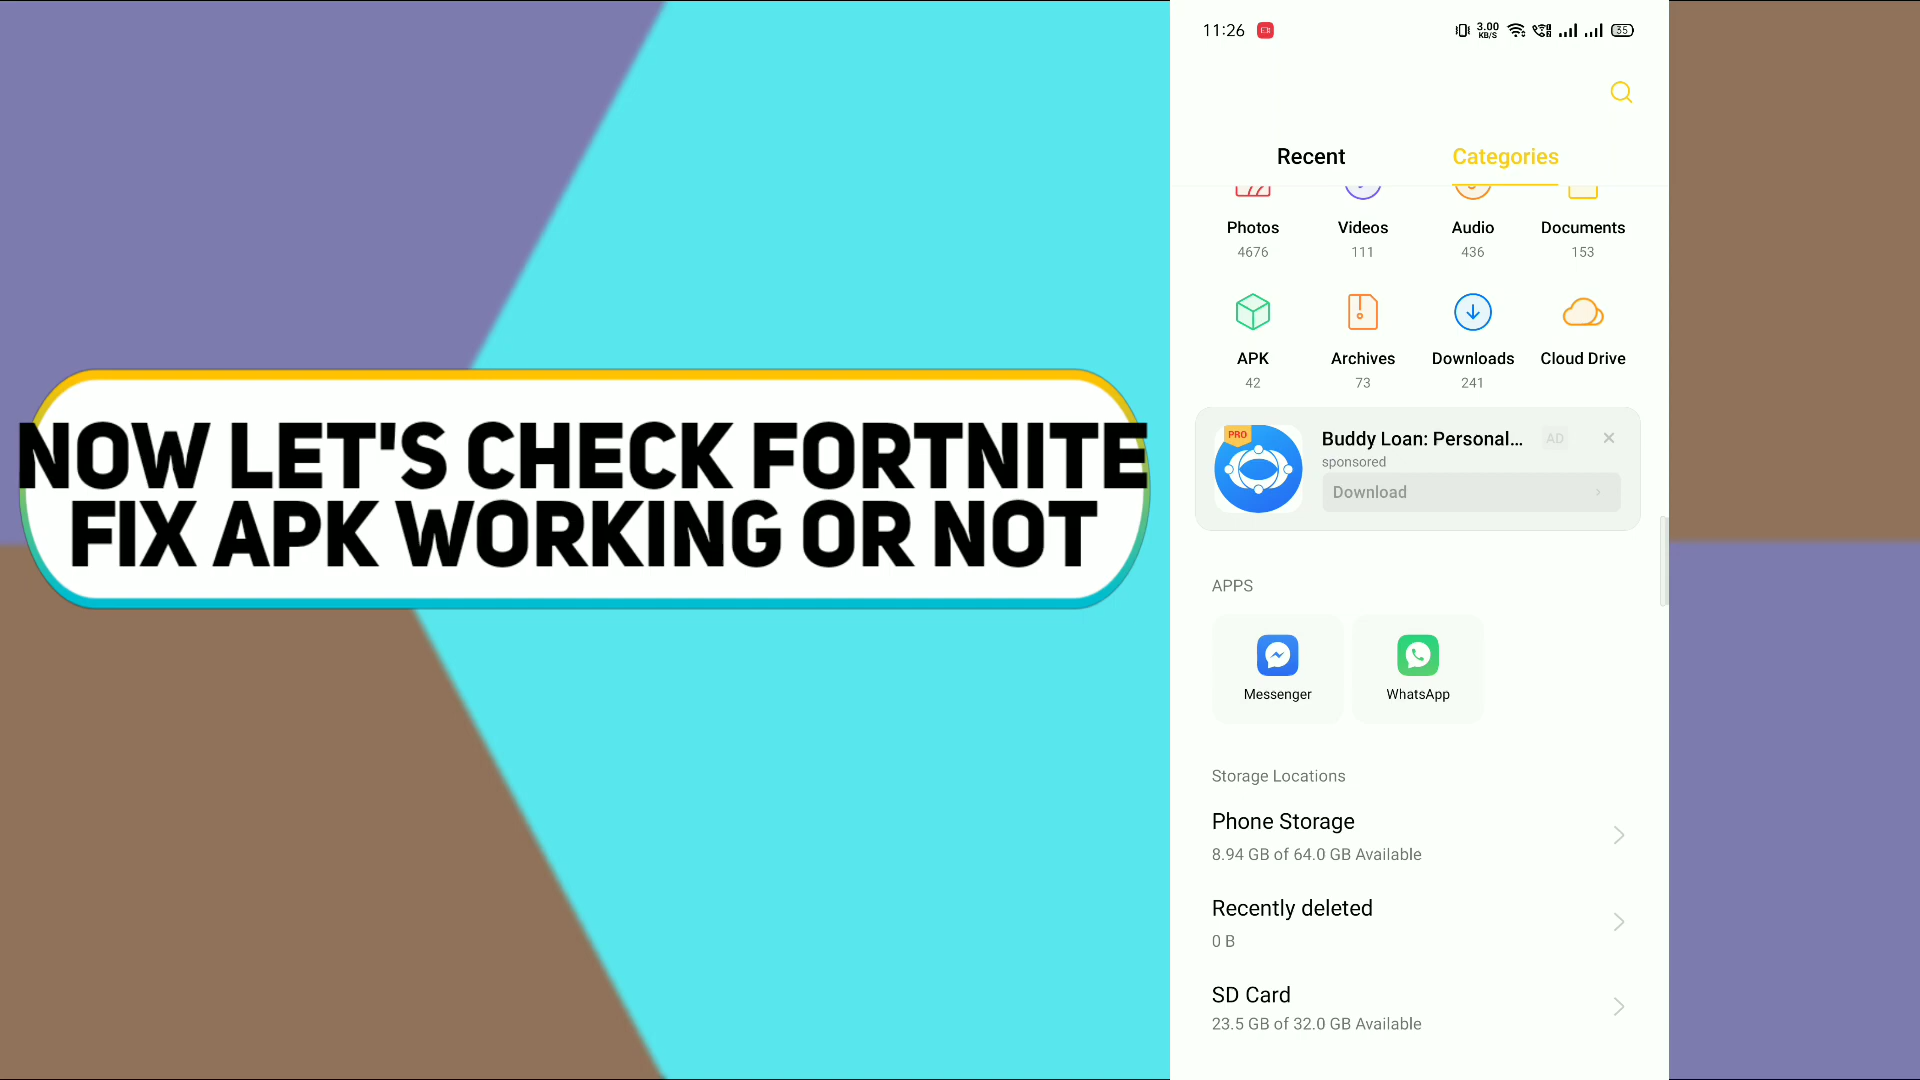 NOW LET'S CHECK FORTNITE
FIX APK WORKING OR NOT
11:26
3.00
KB/S
35
Recent
Categories
Photos
Videos
Audio
Documents
4676
111
436
153
APK
Archives
Downloads
Cloud Drive
42
73
241
PRO
Buddy Loan: Personal...
AD
sponsored
Download
APPS
Messenger
WhatsApp
Storage Locations
Phone Storage
8.94 GB of 64.0 GB Available
Recently deleted
0 B
SD Card
23.5 GB of 32.0 GB Available